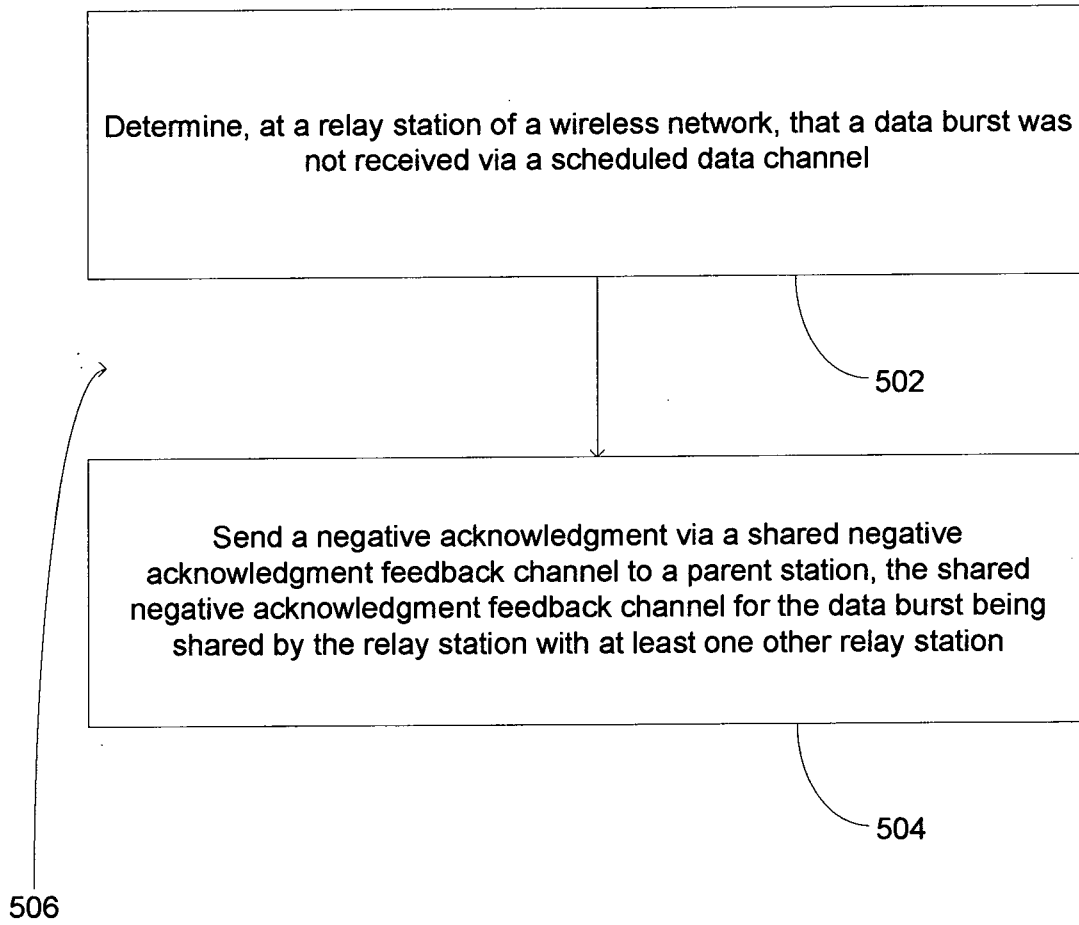 Determine, at a relay station of a wireless network, that a data burst was
not received via a scheduled data channel
502
Send a negative acknowledgment via a shared negative
acknowledgment feedback channel to a parent station, the shared
negative acknowledgment feedback channel for the data burst being
shared by the relay station with at least one other relay station
504
506